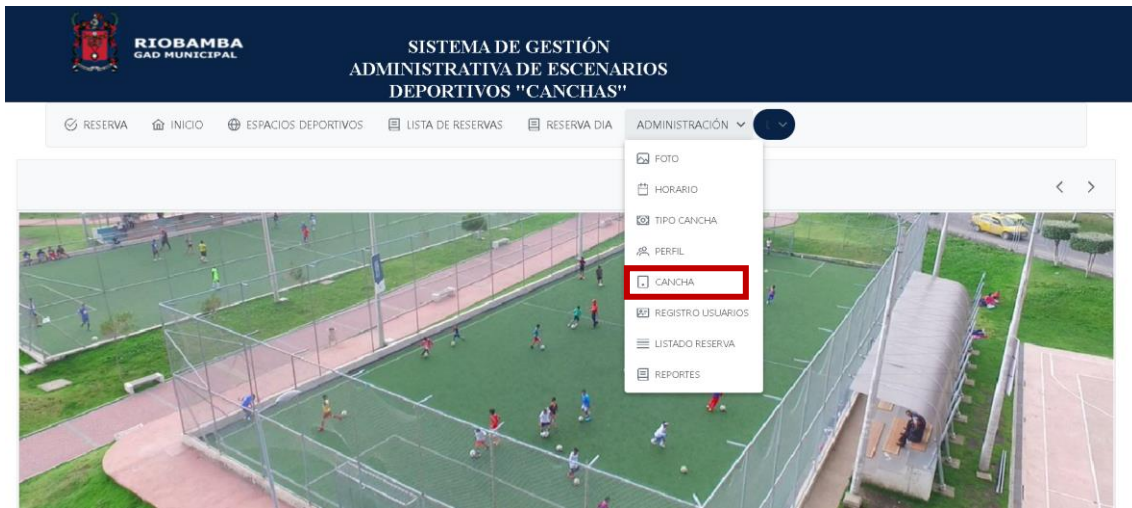 RIOBAMBA
GAD MUNICIPAL
SISTEMA DE GESTIÓN
ADMINISTRATIVA DE ESCENARIOS
DEPORTIVOS "CANCHAS"
RESERVA INICIO ESPACIOS DEPORTIVOS LISTA DE RESERVAS RESERVA DIA ADMINISTRACIÓN L
FOTO
HORARIO
TIPO CANCHA
PERFIL
CANCHA
REGISTRO USUARIOS
LISTADO RESERVA
REPORTES